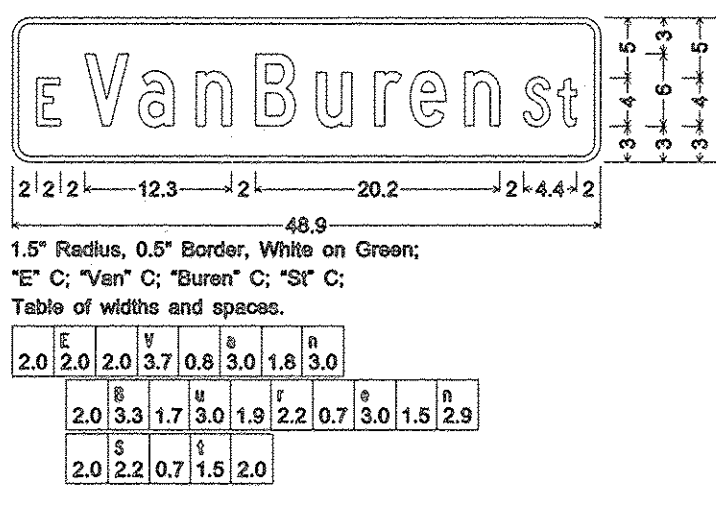 E Van Buren St
5 4 3
3 6 3
5 4 3
2 2 2 12.3 2 20.2 2 4.4 2
48.9
1.5" Radius, 0.5" Border, White on Green;
"E" C; "Van" C; "Buren" C; "St" C;
Table of widths and spaces.
E V a n
2.0 2.0 2.0 3.7 0.8 3.0 1.8 3.0
B u r e n
2.0 3.3 1.7 3.0 1.9 2.2 0.7 3.0 1.5 2.9
S t
2.0 2.2 0.7 1.5 2.0